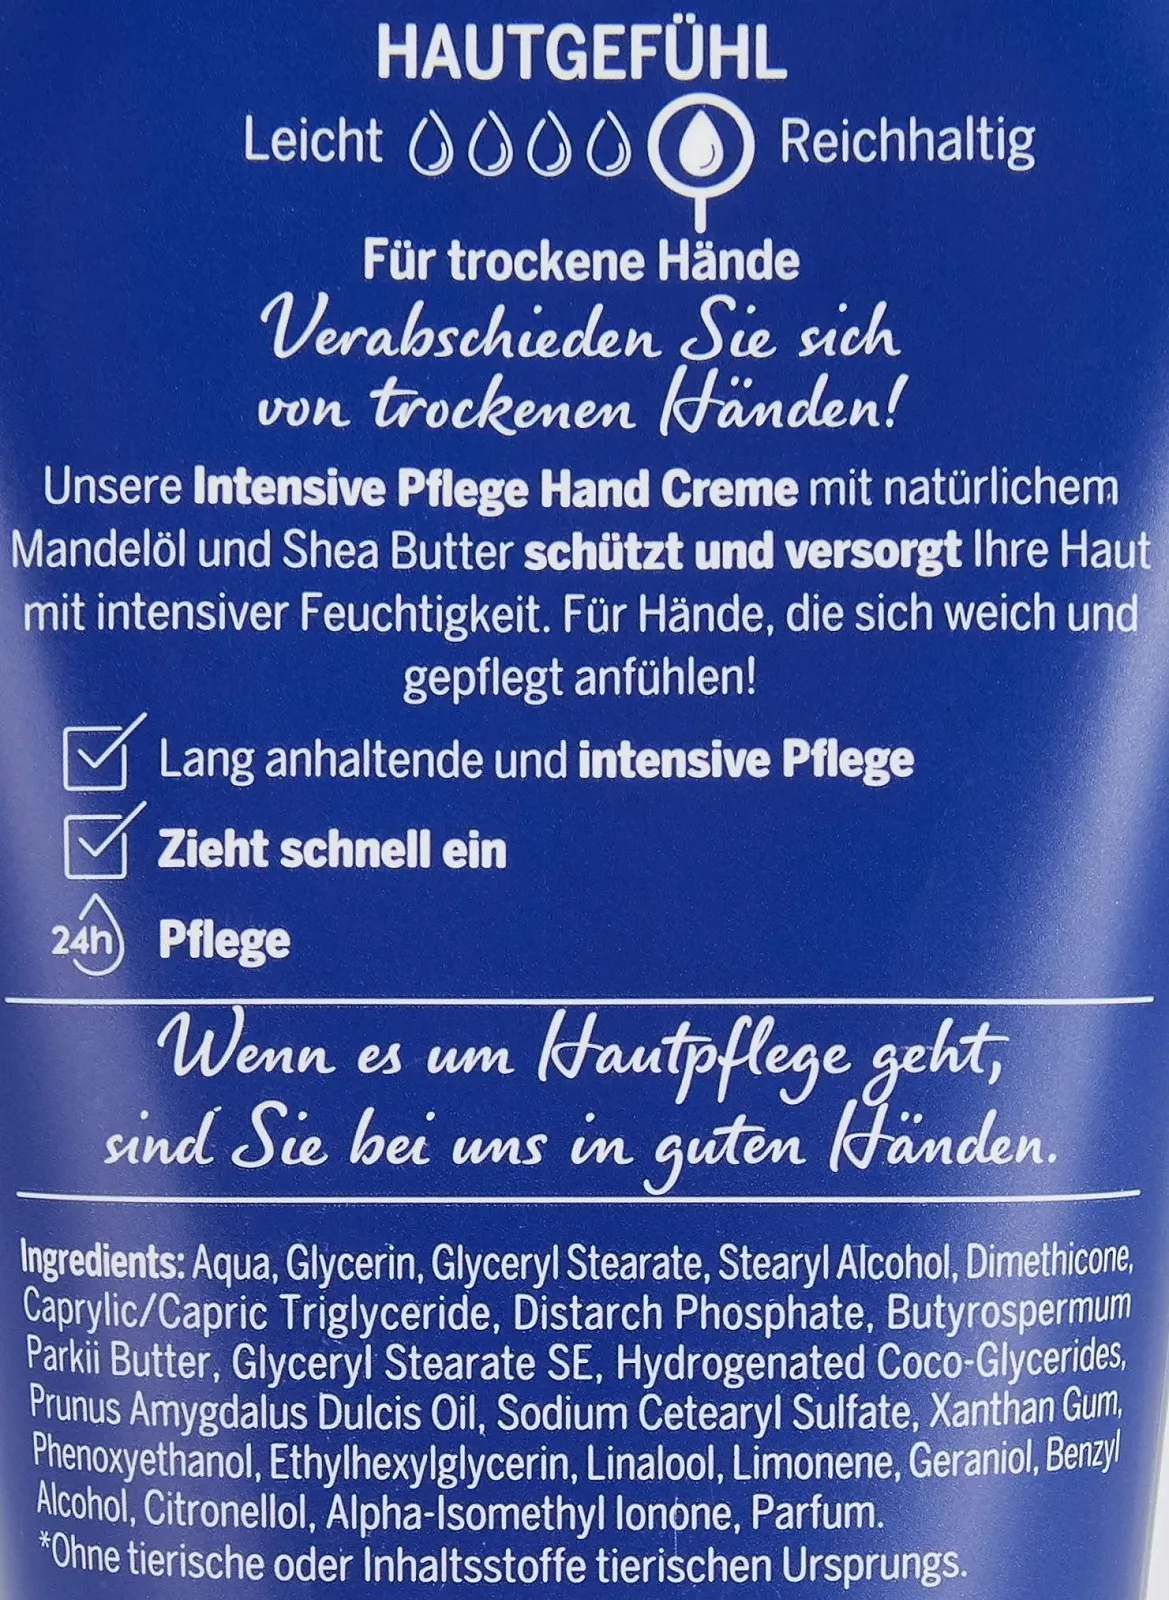 HAUTGEFÜHL
Leicht Reichhaltig
Für trockene Hände
Verabschieden Sie sich
von trockenen Händen!
Unsere Intensive Pflege Hand Creme mit natürlichem
Mandelöl und Shea Butter schützt und versorgt Ihre Haut
mit intensiver Feuchtigkeit. Für Hände, die sich weich und
gepflegt anfühlen!
Lang anhaltende und intensive Pflege
Zieht schnell ein
24h Pflege
Wenn es um Hautpflege geht,
sind Sie bei uns in guten Händen.
Ingredients: Aqua, Glycerin, Glyceryl Stearate, Stearyl Alcohol, Dimethicone,
Caprylic/Capric Triglyceride, Distarch Phosphate, Butyrospermum
Parkii Butter, Glyceryl Stearate SE, Hydrogenated Coco-Glycerides,
Prunus Amygdalus Dulcis Oil, Sodium Cetearyl Sulfate, Xanthan Gum,
Phenoxyethanol, Ethylhexylglycerin, Linalool, Limonene, Geraniol, Benzyl
Alcohol, Citronellol, Alpha-Isomethyl Ionone, Parfum.
*Ohne tierische oder Inhaltsstoffe tierischen Ursprungs.